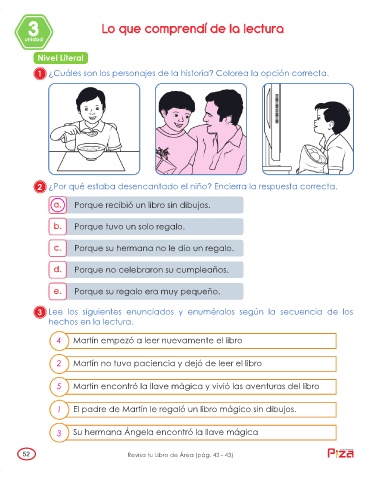 3
unidad
Lo que comprendí de la lectura
Nivel Literal
1 ¿Cuáles son los personajes de la historia? Colorea la opción correcta.
2 ¿Por qué estaba desencantado el niño? Encierra la respuesta correcta.
a. Porque recibió un libro sin dibujos.
b. Porque tuvo un solo regalo.
c. Porque su hermana no le dio un regalo.
d. Porque no celebraron su cumpleaños.
e. Porque su regalo era muy pequeño.
3 Lee los siguientes enunciados y enuméralos según la secuencia de los
hechos en la lectura.
4 Martín empezó a leer nuevamente el libro
2 Martín no tuvo paciencia y dejó de leer el libro
5 Martín encontró la llave mágica y vivió las aventuras del libro
1 El padre de Martín le regaló un libro mágico sin dibujos.
3 Su hermana Ángela encontró la llave mágica
52
Revisa tu Libro de Área (pág. 42 - 43)
Piza